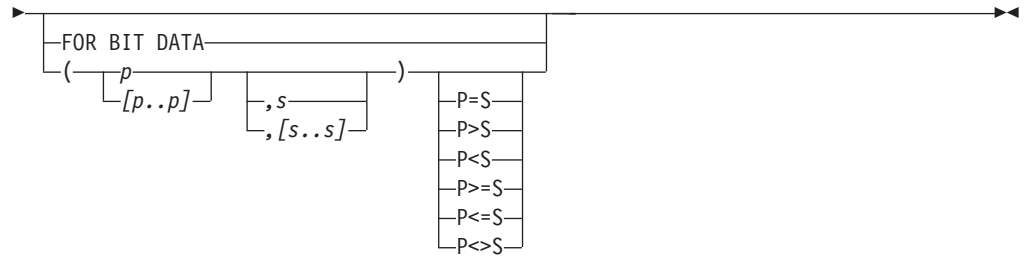 FOR BIT DATA
( p )
[p..p] ,s P=S
,[s..s] P>S
P<S
P>=S
P<=S
P<>S